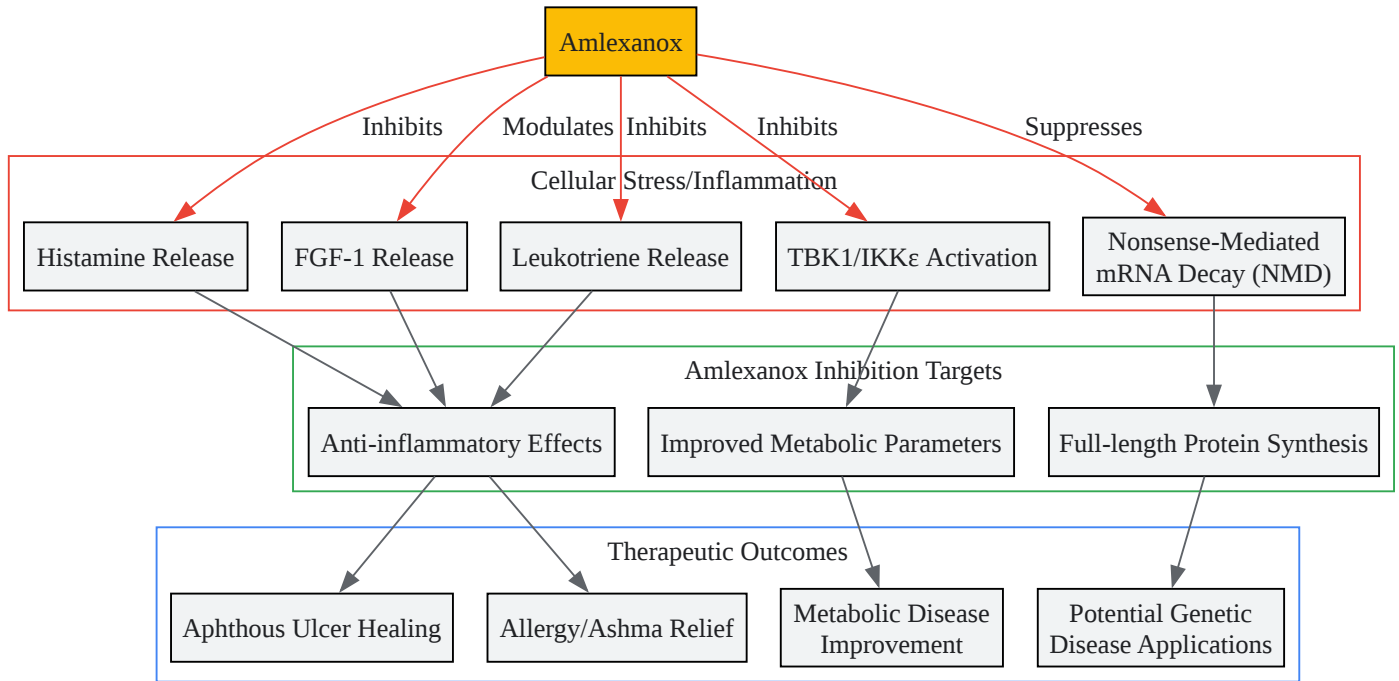 Amlexanox
Inhibits
Modulates
Inhibits
Inhibits
Suppresses
Cellular Stress/Inflammation
Histamine Release
FGF-1 Release
Leukotriene Release
TBK1/IKKε Activation
Nonsense-Mediated
mRNA Decay (NMD)
Amlexanox Inhibition Targets
Anti-inflammatory Effects
Improved Metabolic Parameters
Full-length Protein Synthesis
Therapeutic Outcomes
Aphthous Ulcer Healing
Allergy/Asthma Relief
Metabolic Disease
Improvement
Potential Genetic
Disease Applications